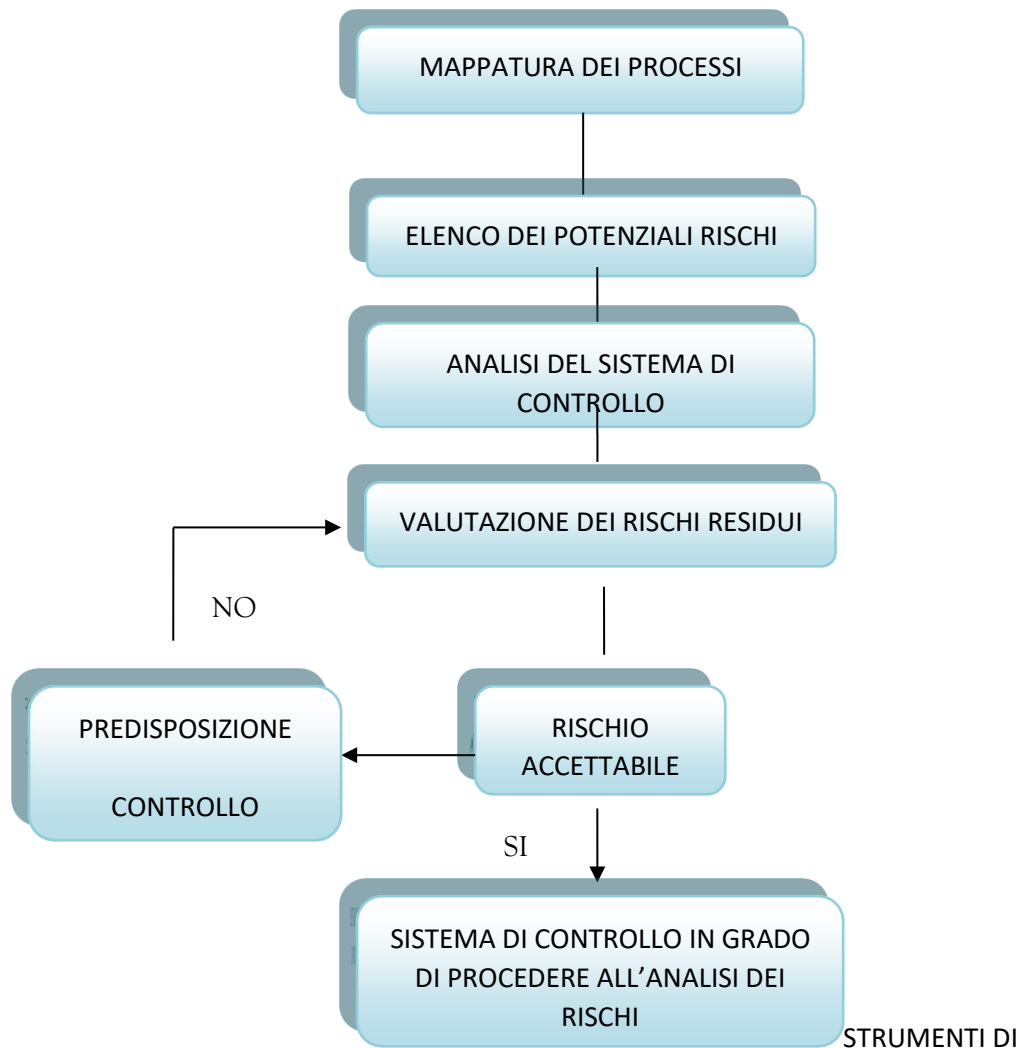 MAPPATURA DEI PROCESSI
ELENCO DEI POTENZIALI RISCHI
ANALISI DEL SISTEMA DI
CONTROLLO
VALUTAZIONE DEI RISCHI RESIDUI
NO
PREDISPOSIZIONE
CONTROLLO
RISCHIO
ACCETTABILE
SI
SISTEMA DI CONTROLLO IN GRADO
DI PROCEDERE ALL’ANALISI DEI
RISCHI
STRUMENTI DI